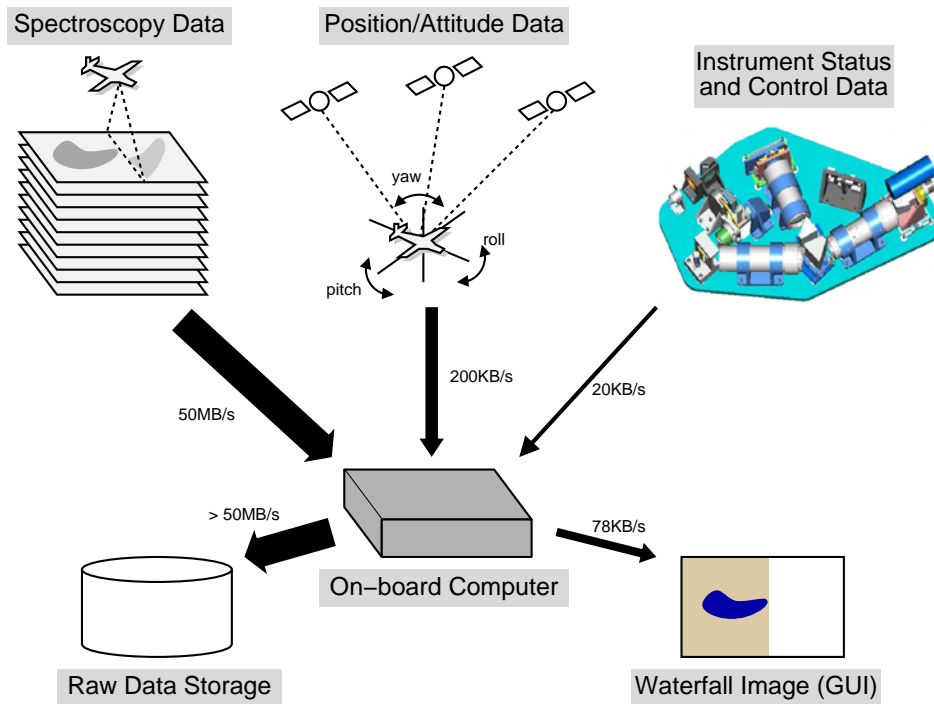 Spectroscopy Data
Position/Attitude Data
Instrument Status
and Control Data
yaw
roll
pitch
50MB/s
200KB/s
20KB/s
> 50MB/s
78KB/s
On−board Computer
Raw Data Storage
Waterfall Image (GUI)